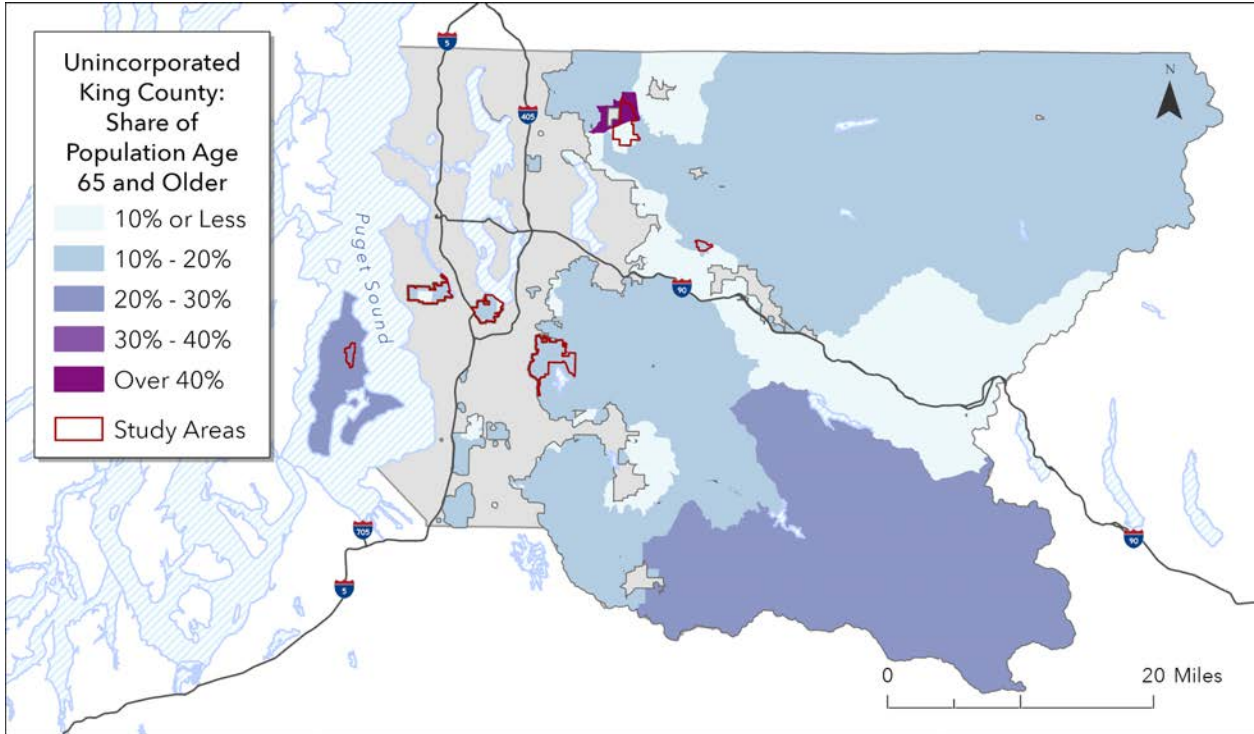 Unincorporated
King County:
Share of
Population Age
65 and Older
10% or Less
10% - 20%
20% - 30%
30% - 40%
Over 40%
Study Areas
Puget Sound
5
405
90
705
5
90
N
0
20 Miles